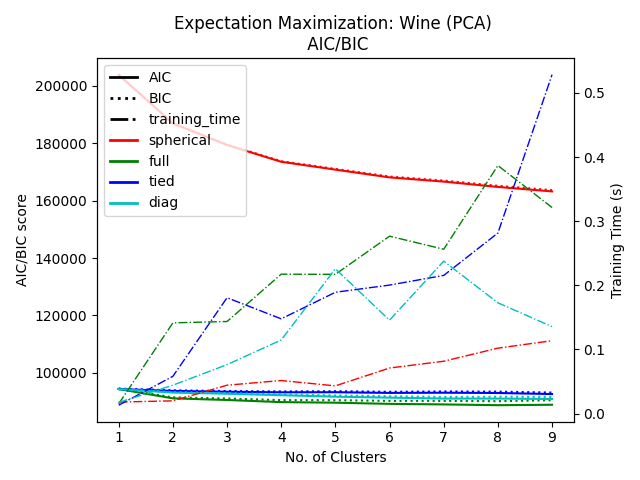 Expectation Maximization: Wine (PCA)
AIC/BIC
AIC
BIC
training_time
spherical
full
tied
diag
AIC/BIC score
200000
180000
160000
140000
120000
100000
Training Time (s)
0.5
0.4
0.3
0.2
0.1
0.0
1 2 3 4 5 6 7 8 9
No. of Clusters